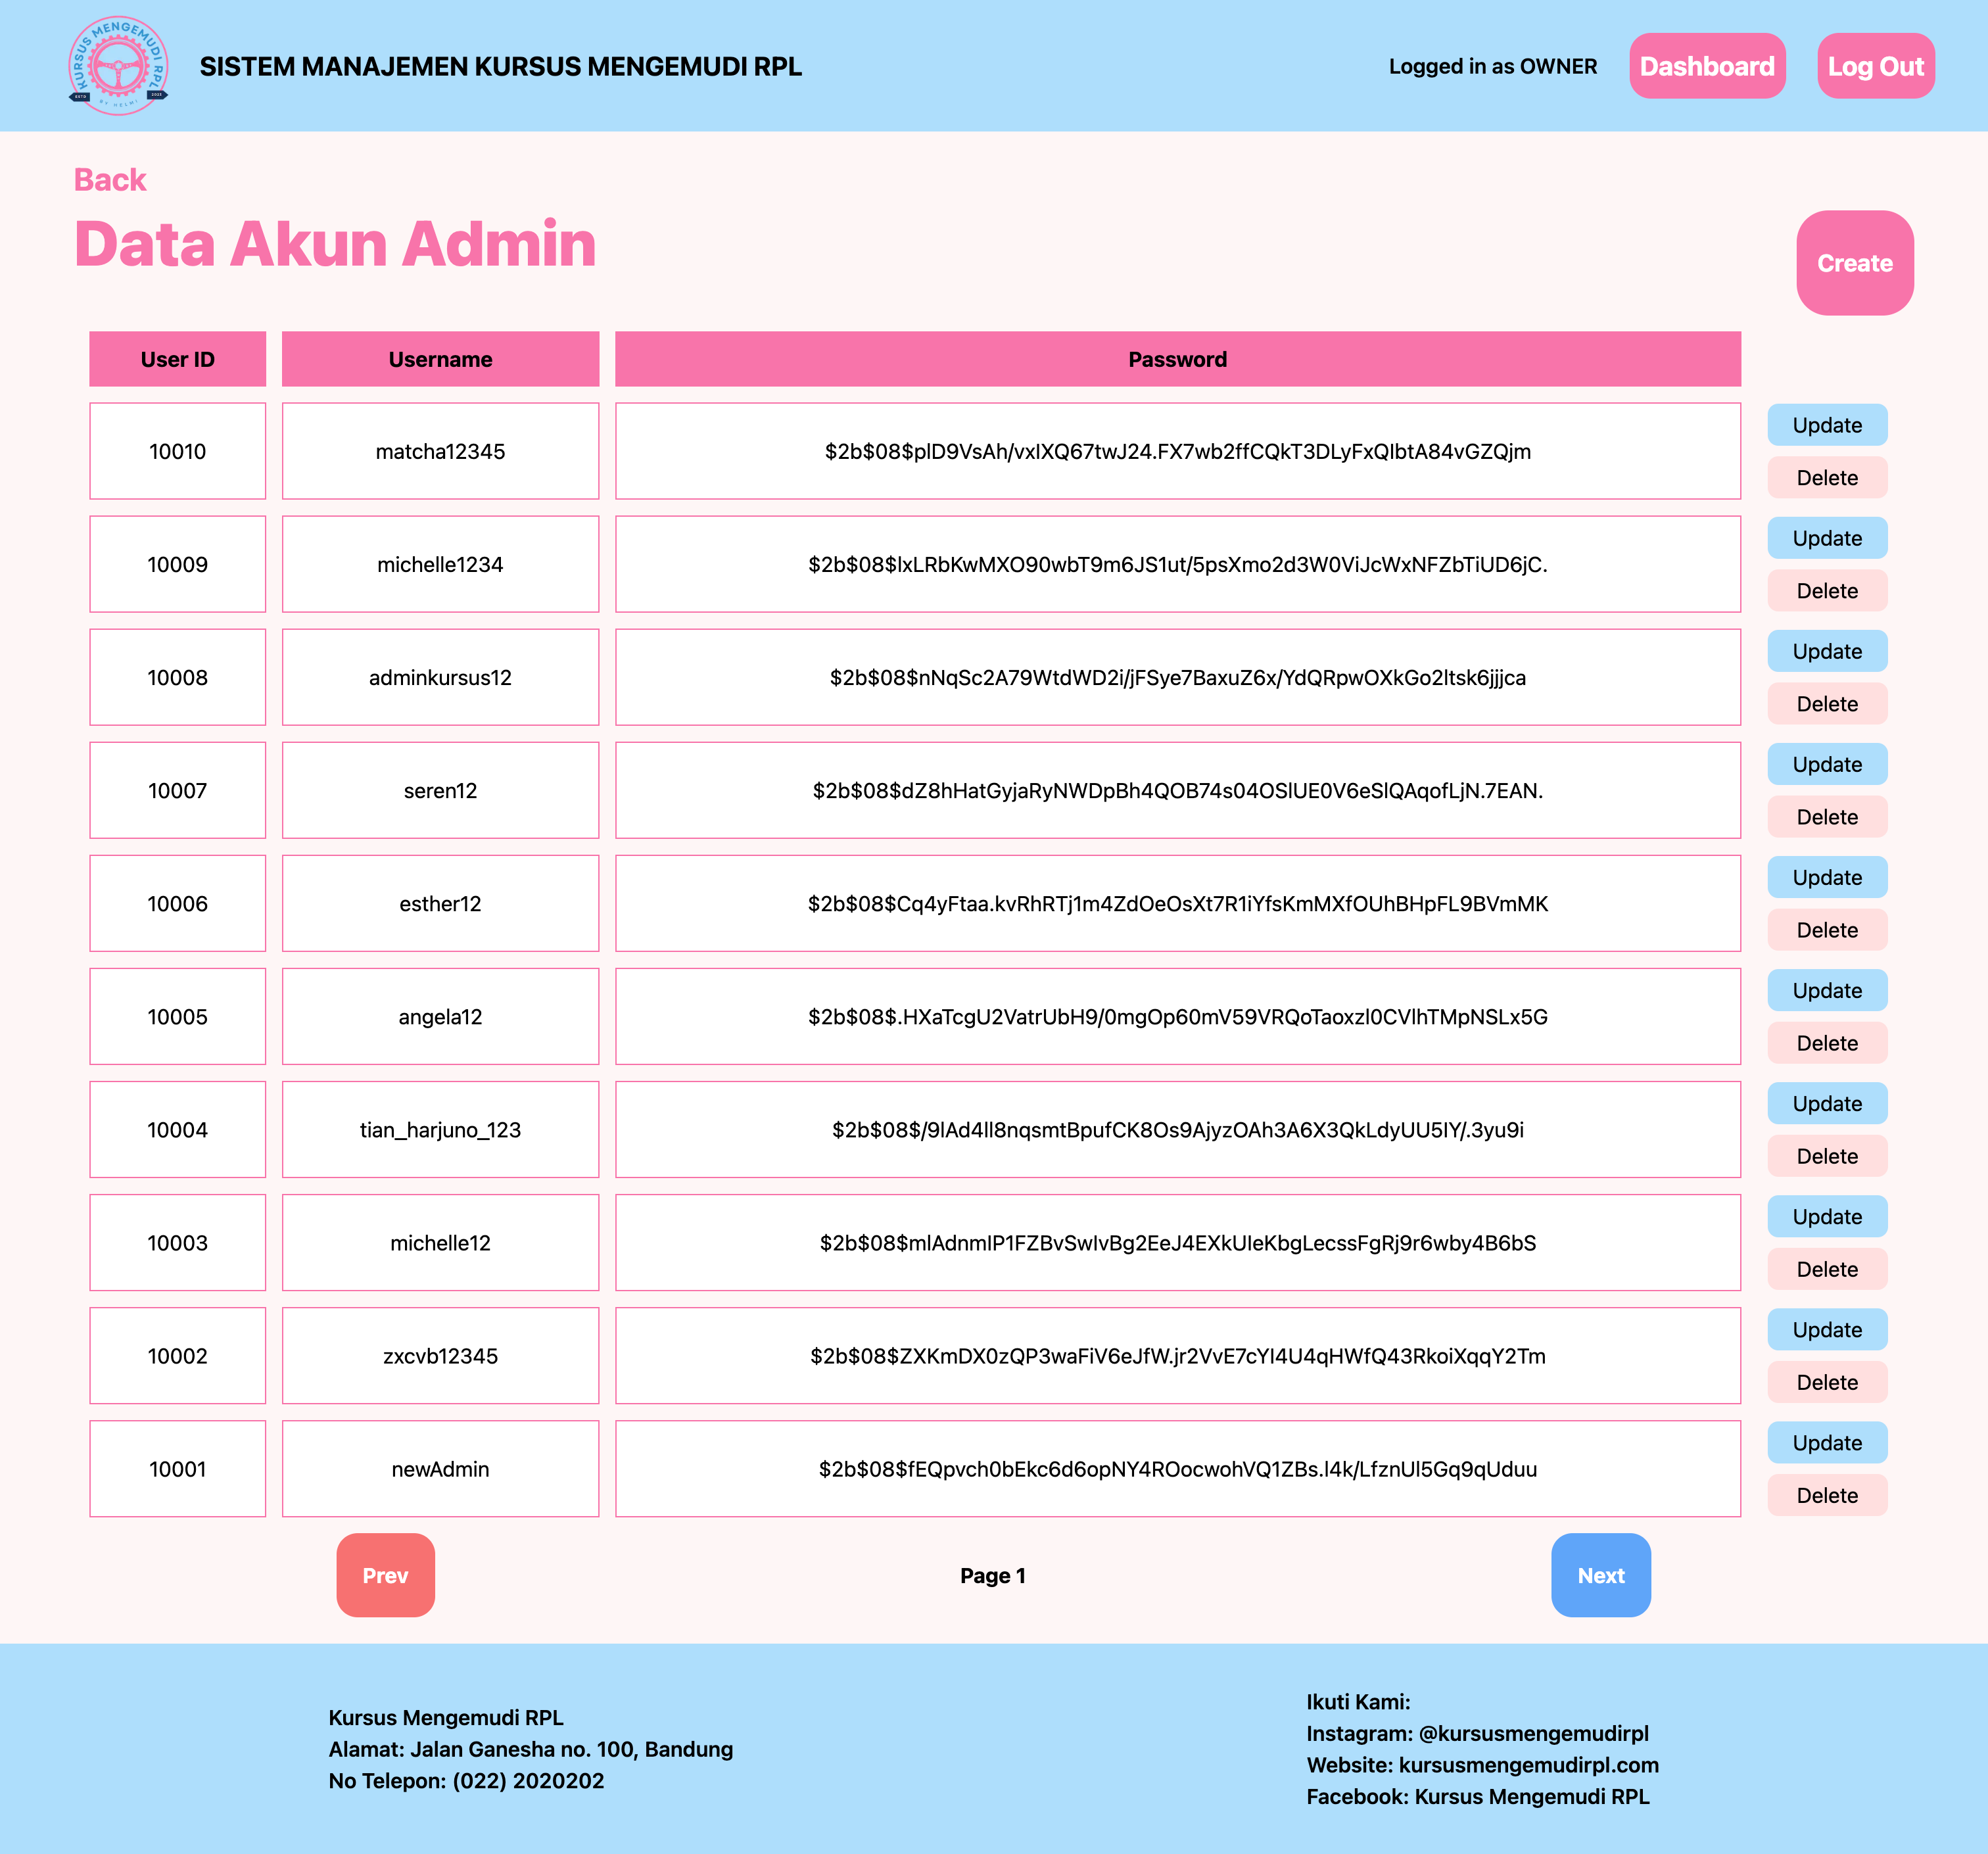 KURSUS MENGEMUDI RPL
BY HELMI
SISTEM MANAJEMEN KURSUS MENGEMUDI RPL
Logged in as OWNER
Dashboard
Log Out
Back
Data Akun Admin
Create
User ID Username Password
10010 matcha12345 $2b$08$plD9VsAh/vxIXQ67twJ24.FX7wb2ffCQkT3DLyFxQlbtA84vGZQjm
Update
Delete
10009 michelle1234 $2b$08$lxLRbKwMXO90wbT9m6JS1ut/5psXmo2d3W0ViJcWxNFZbTiUD6jC.
Update
Delete
10008 adminkursus12 $2b$08$nNqSc2A79WtdWD2i/jFSye7BaxuZ6x/YdQRpwOXkGo2ltsk6jjjca
Update
Delete
10007 seren12 $2b$08$dZ8hHatGyjaRyNWDpBh4QOB74s04OSlUE0V6eSlQAqofLjN.7EAN.
Update
Delete
10006 esther12 $2b$08$Cq4yFtaa.kvRhRTj1m4ZdOeOsXt7R1iYfsKmMXfOUhBHpFL9BVmMK
Update
Delete
10005 angela12 $2b$08$.HXaTcgU2VatrUbH9/0mgOp60mV59VRQoTaoxzl0CVlhTMpNSLx5G
Update
Delete
10004 tian_harjuno_123 $2b$08$/9lAd4ll8nqsmtBpufCK8Os9AjyzOAh3A6X3QkLdyUU5IY/.3yu9i
Update
Delete
10003 michelle12 $2b$08$mlAdnmlP1FZBvSwIvBg2EeJ4EXkUIeKbgLecssFgRj9r6wby4B6bS
Update
Delete
10002 zxcvb12345 $2b$08$ZXKmDX0zQP3waFiV6eJfW.jr2VvE7cYI4U4qHWfQ43RkoiXqqY2Tm
Update
Delete
10001 newAdmin $2b$08$fEQpvch0bEkc6d6opNY4ROocwohVQ1ZBs.l4k/LfznUl5Gq9qUduu
Update
Delete
Prev
Page 1
Next
Kursus Mengemudi RPL
Alamat: Jalan Ganesha no. 100, Bandung
No Telepon: (022) 2020202
Ikuti Kami:
Instagram: @kursusmengemudirpl
Website: kursusmengemudirpl.com
Facebook: Kursus Mengemudi RPL